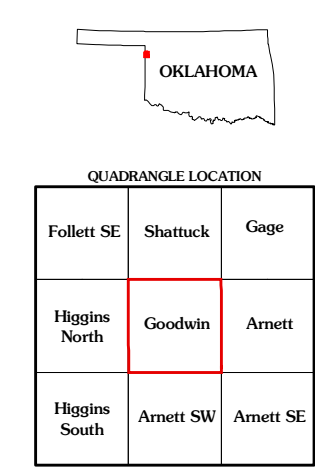 OKLAHOMA
QUADRANGLE LOCATION
Follett SE
Shattuck
Gage
Higgins
North
Goodwin
Arnett
Higgins
South
Arnett SW
Arnett SE